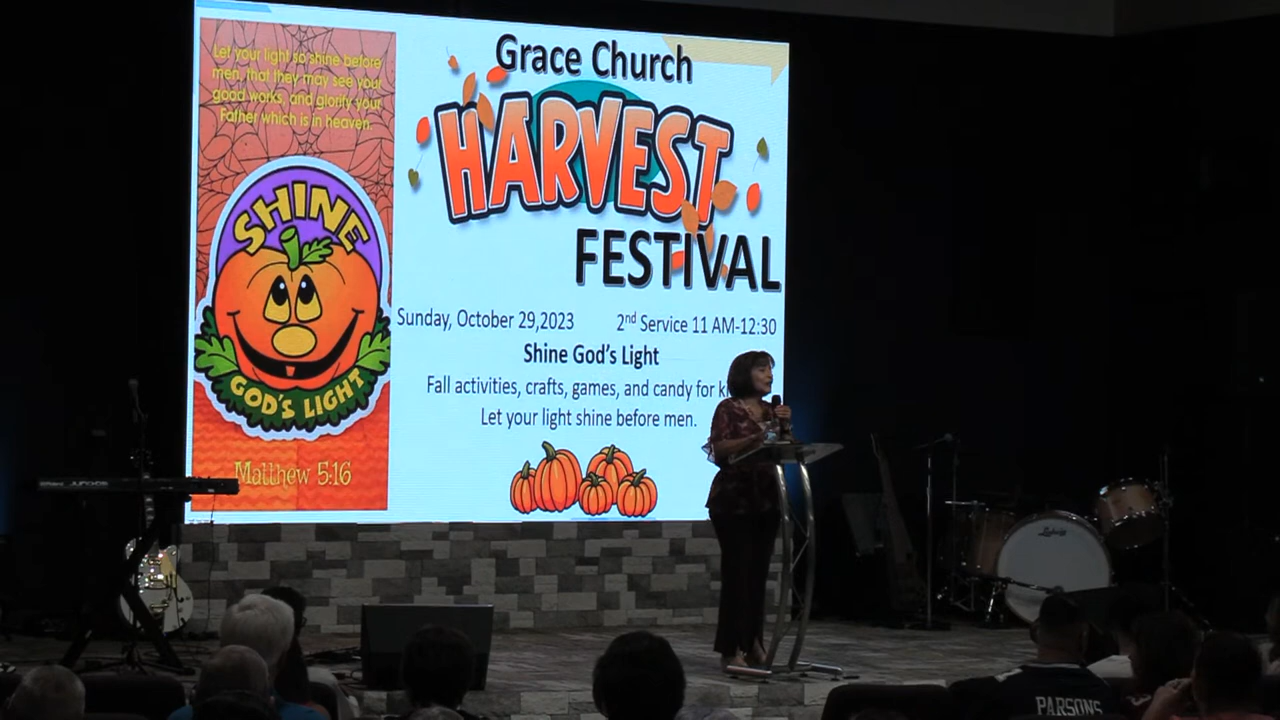 Let your light so shine before
men, that they may see your
good works, and glorify your
Father which is in heaven.
SHINE
GOD'S LIGHT
Matthew 5:16
Grace Church
HARVEST
FESTIVAL
Sunday, October 29,2023 2nd Service 11 AM-12:30
Shine God's Light
Fall activities, crafts, games, and candy for
Let your light shine before men.
Roland
Ludwig
PARSONS